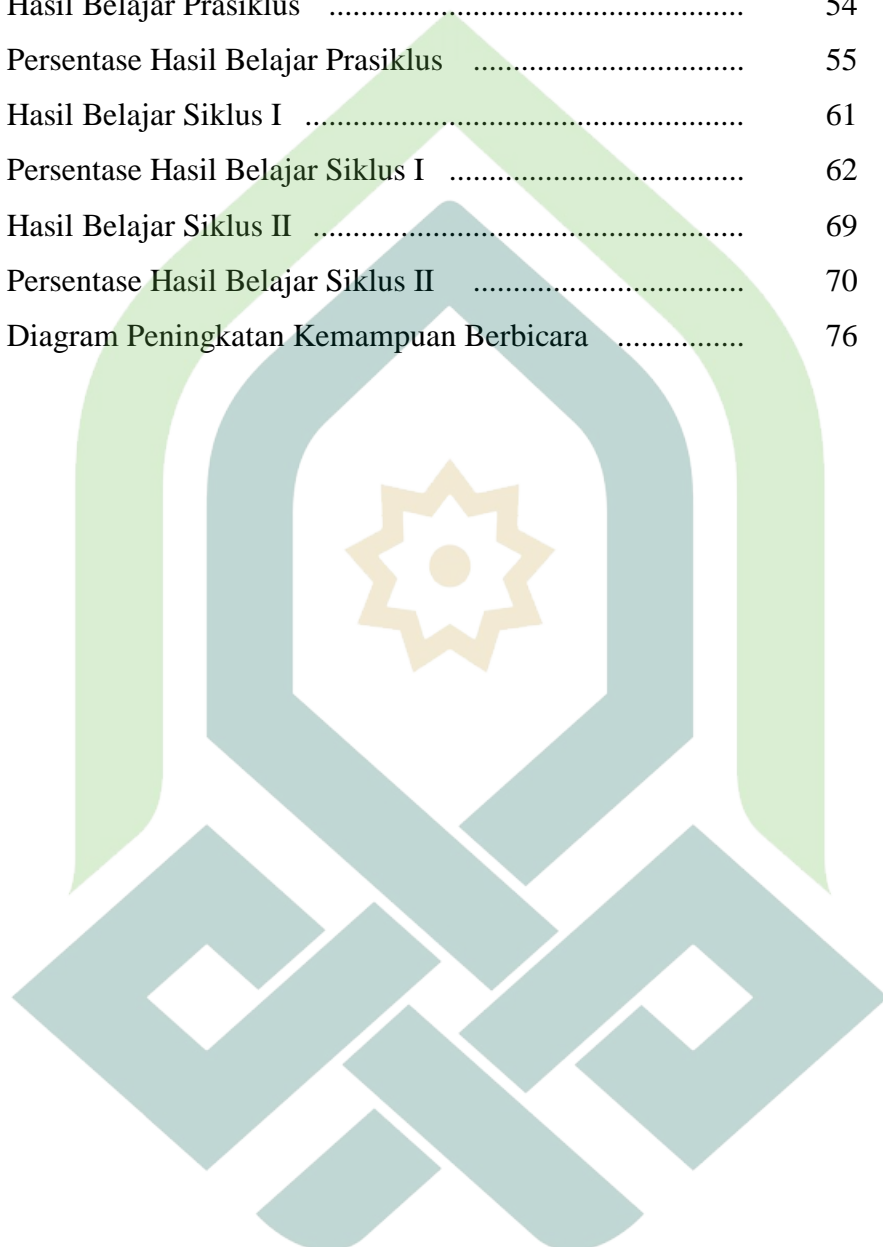 Hasil Belajar Prasiklus ..................................................... 54
Persentase Hasil Belajar Prasiklus .................................. 55
Hasil Belajar Siklus I ........................................................ 61
Persentase Hasil Belajar Siklus I ..................................... 62
Hasil Belajar Siklus II ....................................................... 69
Persentase Hasil Belajar Siklus II .................................. 70
Diagram Peningkatan Kemampuan Berbicara ................ 76